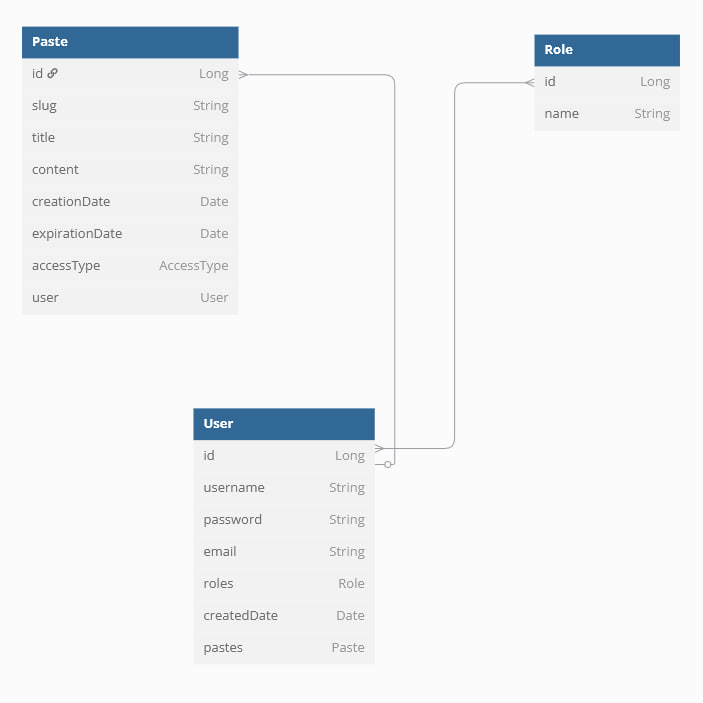 Paste
id Long
slug String
title String
content String
creationDate Date
expirationDate Date
accessType AccessType
user User
Role
id Long
name String
User
id Long
username String
password String
email String
roles Role
createdDate Date
pastes Paste